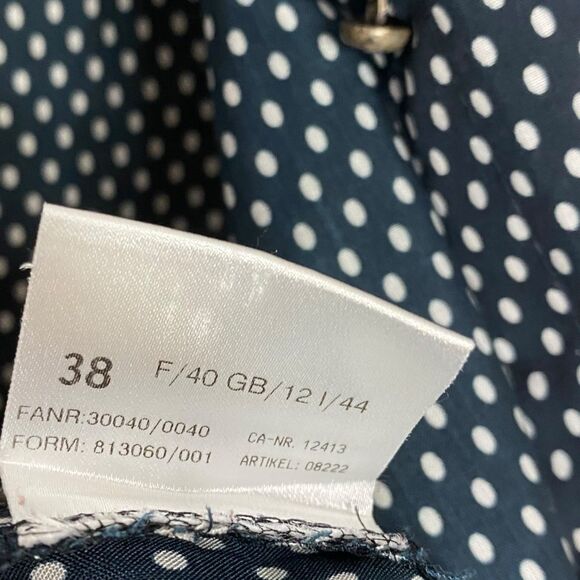 38 F/40 GB/12 I/44
FANR:30040/0040 CA-NR. 12413
FORM: 813060/001 ARTIKEL: 08222